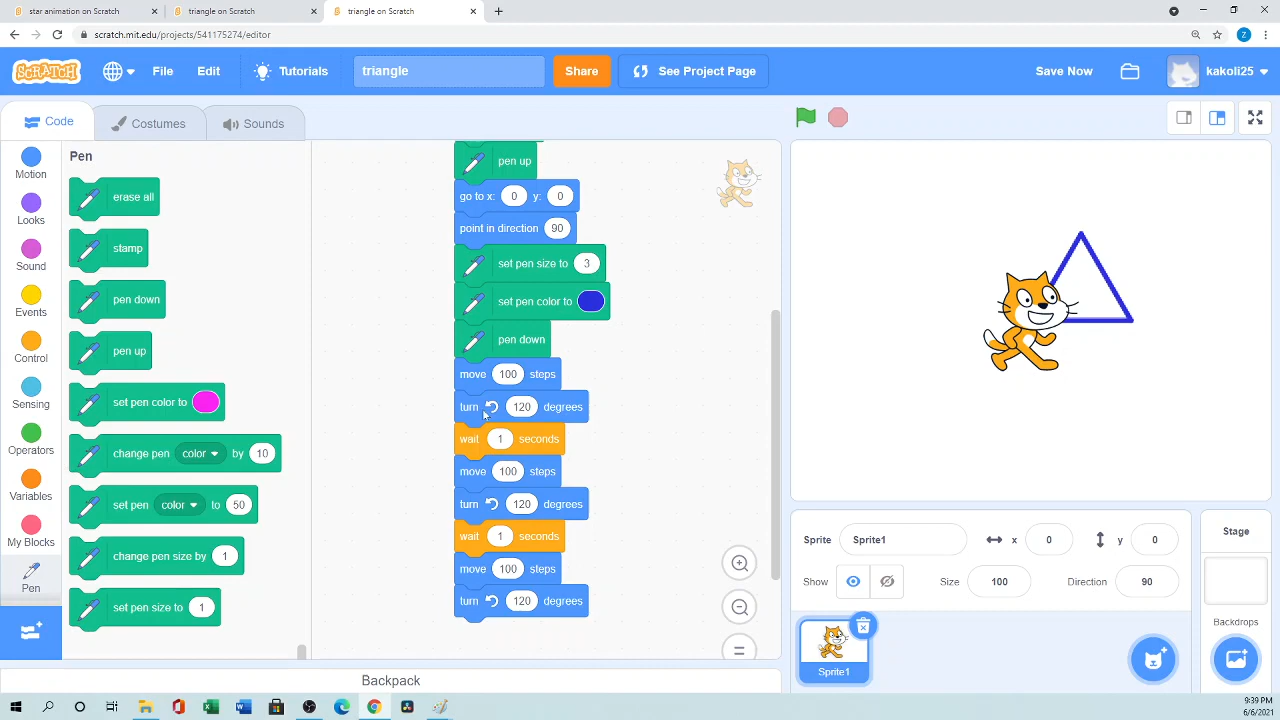 star animation on Scratch
triangle on Scratch
triangle on Scratch
scratch.mit.edu/projects/541175274/editor
Z
SCRATCH
File
Edit
Tutorials
triangle
Share
See Project Page
Save Now
kakoli25
Code
Costumes
Sounds
Motion
Looks
Sound
Events
Control
Sensing
Operators
Variables
My Blocks
Pen
Pen
erase all
stamp
pen down
pen up
set pen color to
change pen color by 10
set pen color to 50
change pen size by 1
set pen size to 1
pen up
go to x: 0 y: 0
point in direction 90
set pen size to 3
set pen color to
pen down
move 100 steps
turn 120 degrees
wait 1 seconds
move 100 steps
turn 120 degrees
wait 1 seconds
move 100 steps
turn 120 degrees
Backpack
Sprite Sprite1 x 0 y 0
Show Size 100 Direction 90
Sprite1
Stage
Backdrops
9:39 PM
6/6/2021